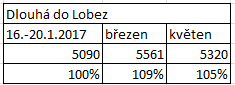 Dlouhá do Lobez
16.-20.1.2017 březen květen
5090 5561 5320
100% 109% 105%